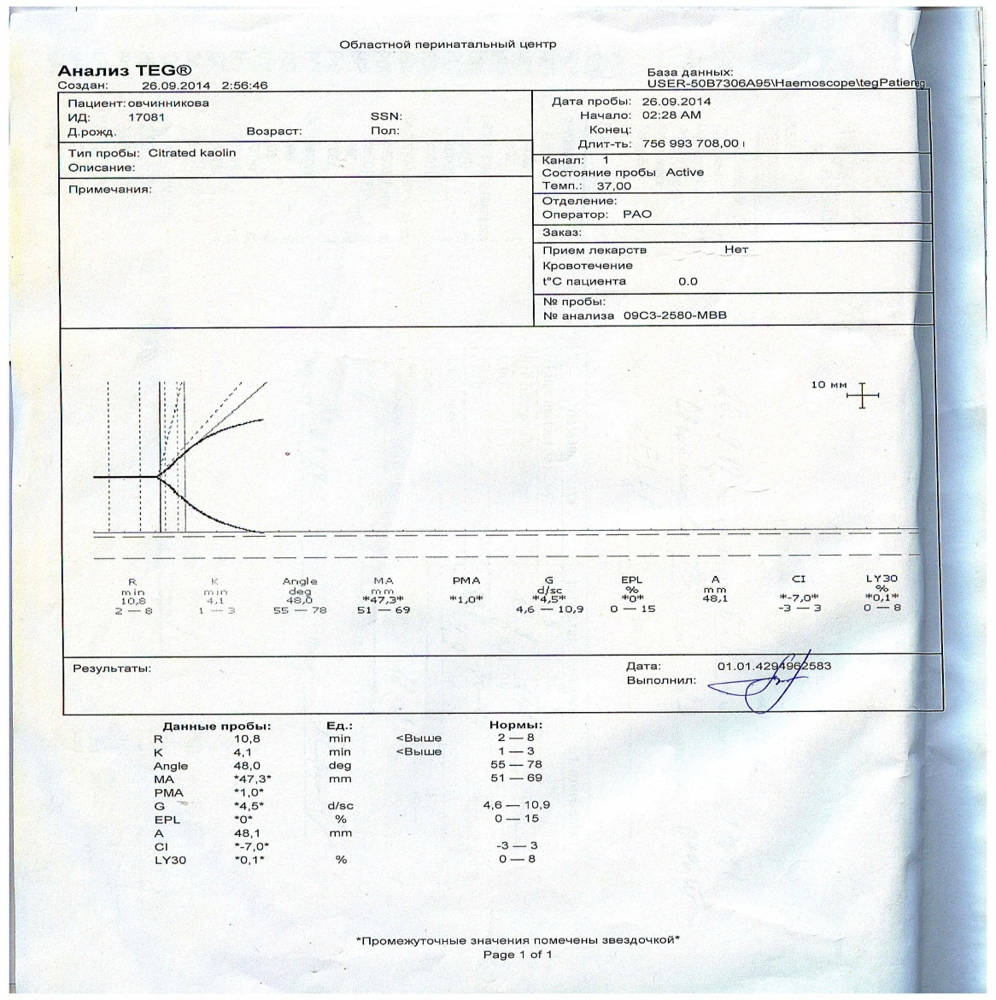 Областной перинатальный центр
Анализ TEG®
Создан: 26.09.2014 2:56:46
База данных:
USER-50B7306A95\Haemoscope\tegPatiereg
Пациент: овчинникова
ИД: 17081 SSN:
Д.рожд. Возраст: Пол:
Тип пробы: Citrated kaolin
Описание:
Примечания:
Дата пробы: 26.09.2014
Начало: 02:28 AM
Конец:
Длит-ть: 756 993 708,00
Канал: 1
Состояние пробы Active
Темп.: 37,00
Отделение:
Оператор: РАО
Заказ:
Прием лекарств Нет
Кровотечение
t°C пациента 0.0
№ пробы:
№ анализа 09C3-2580-MBB
10 мм
R K Angle MA PMA G EPL A CI LY30
min min deg mm d/sc % mm %
10,8 4,1 48,0 *47,3* *1,0* *4,5* *0* 48,1 *-7,0* *0,1*
2 — 8 1 — 3 55 — 78 51 — 69 4,6 — 10,9 0 — 15 -3 — 3 0 — 8
Результаты:
Дата: 01.01.4294962583
Выполнил:
Данные пробы: Ед.: Нормы:
R 10,8 min <Выше 2 — 8
K 4,1 min <Выше 1 — 3
Angle 48,0 deg 55 — 78
MA *47,3* mm 51 — 69
PMA *1,0*
G *4,5* d/sc 4,6 — 10,9
EPL *0* % 0 — 15
A 48,1 mm
CI *-7,0* -3 — 3
LY30 *0,1* % 0 — 8
*Промежуточные значения помечены звездочкой*
Page 1 of 1